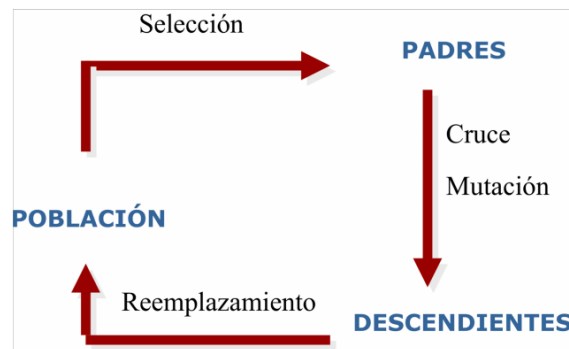 Selección
PADRES
Cruce
Mutación
POBLACIÓN
Reemplazamiento
DESCENDIENTES